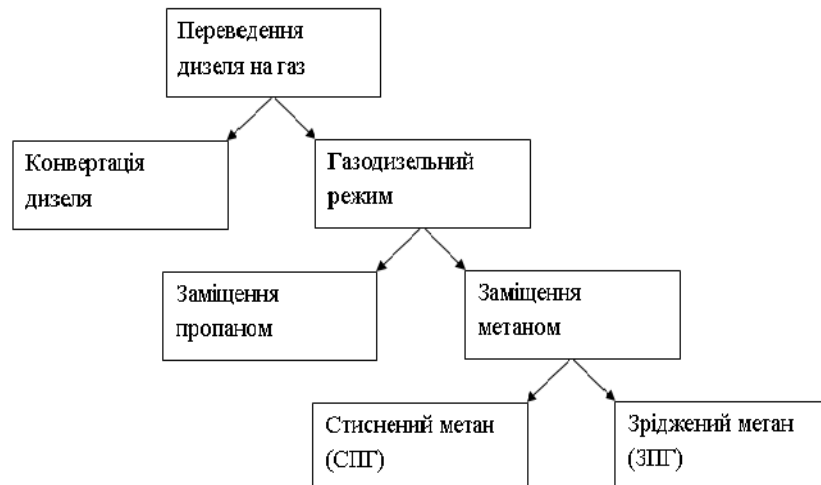 Переведення
дизеля на газ
Конвертація
дизеля
Газодизельний
режим
Заміщення
пропаном
Заміщення
метаном
Стиснений метан
(СПГ)
Зріджений метан
(ЗПГ)